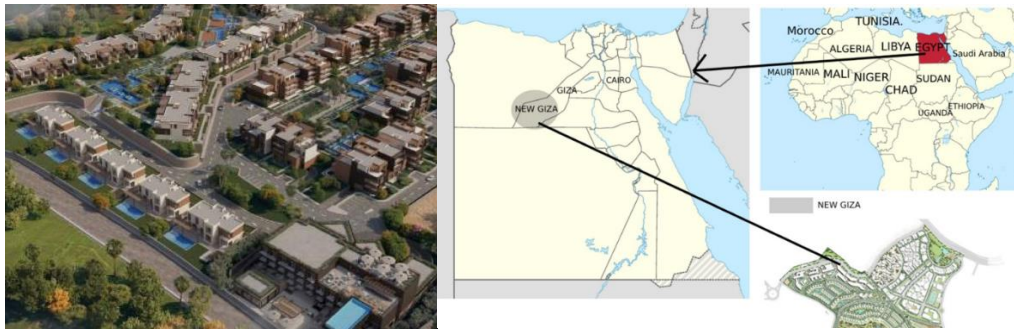 CAIRO
GIZA
NEW GIZA
TUNISIA.
Morocco
ALGERIA
LIBYA
EGYPT
Saudi Arabia
MAURITANIA
MALI
NIGER
SUDAN
CHAD
UGANDA
ETHIOPIA
NEW GIZA